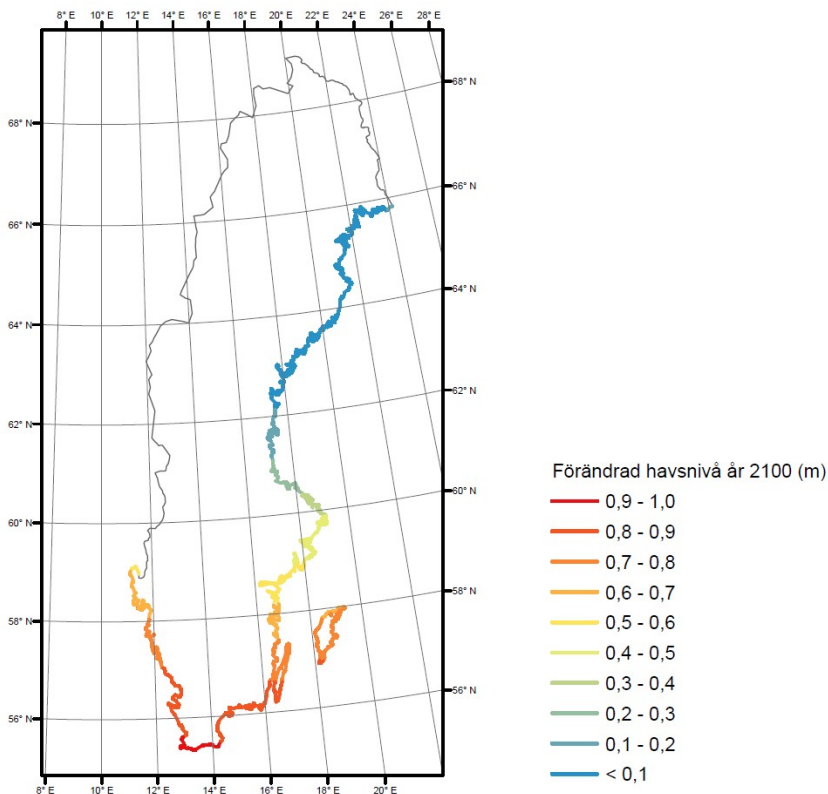 8° E 10° E 12° E 14° E 16° E 18° E 20° E 22° E 24° E 26° E 28° E
68° N
68° N
66° N
66° N
64° N
64° N
62° N
62° N
60° N
60° N
58° N
58° N
56° N
56° N
8° E 10° E 12° E 14° E 16° E 18° E 20° E
Förändrad havsnivå år 2100 (m)
0,9 - 1,0
0,8 - 0,9
0,7 - 0,8
0,6 - 0,7
0,5 - 0,6
0,4 - 0,5
0,3 - 0,4
0,2 - 0,3
0,1 - 0,2
< 0,1